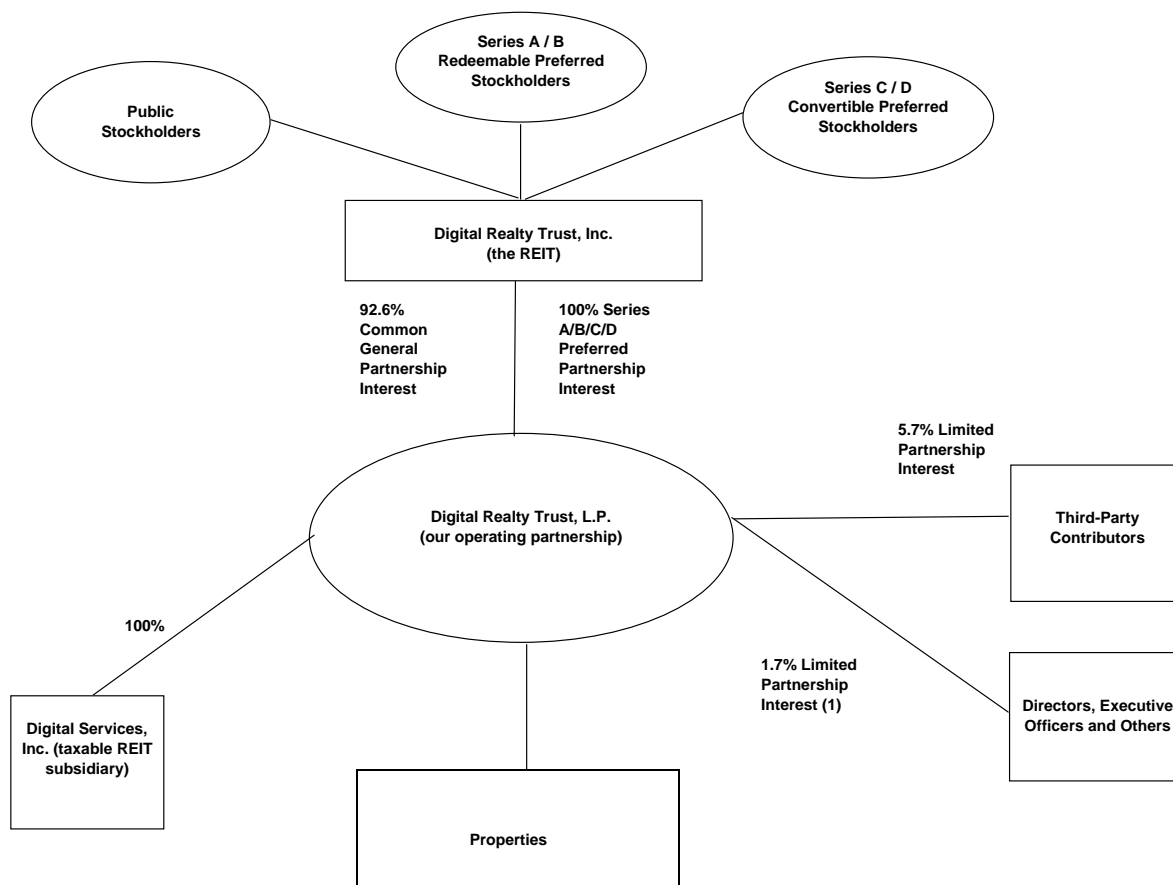 Series A / B
Redeemable Preferred
Stockholders
Public
Stockholders
Series C / D
Convertible Preferred
Stockholders
Digital Realty Trust, Inc.
(the REIT)
92.6%
Common
General
Partnership
Interest
100% Series
A/B/C/D
Preferred
Partnership
Interest
5.7% Limited
Partnership
Interest
Digital Realty Trust, L.P.
(our operating partnership)
Third-Party
Contributors
100%
1.7% Limited
Partnership
Interest (1)
Directors, Executive
Officers and Others
Digital Services,
Inc. (taxable REIT
subsidiary)
Properties